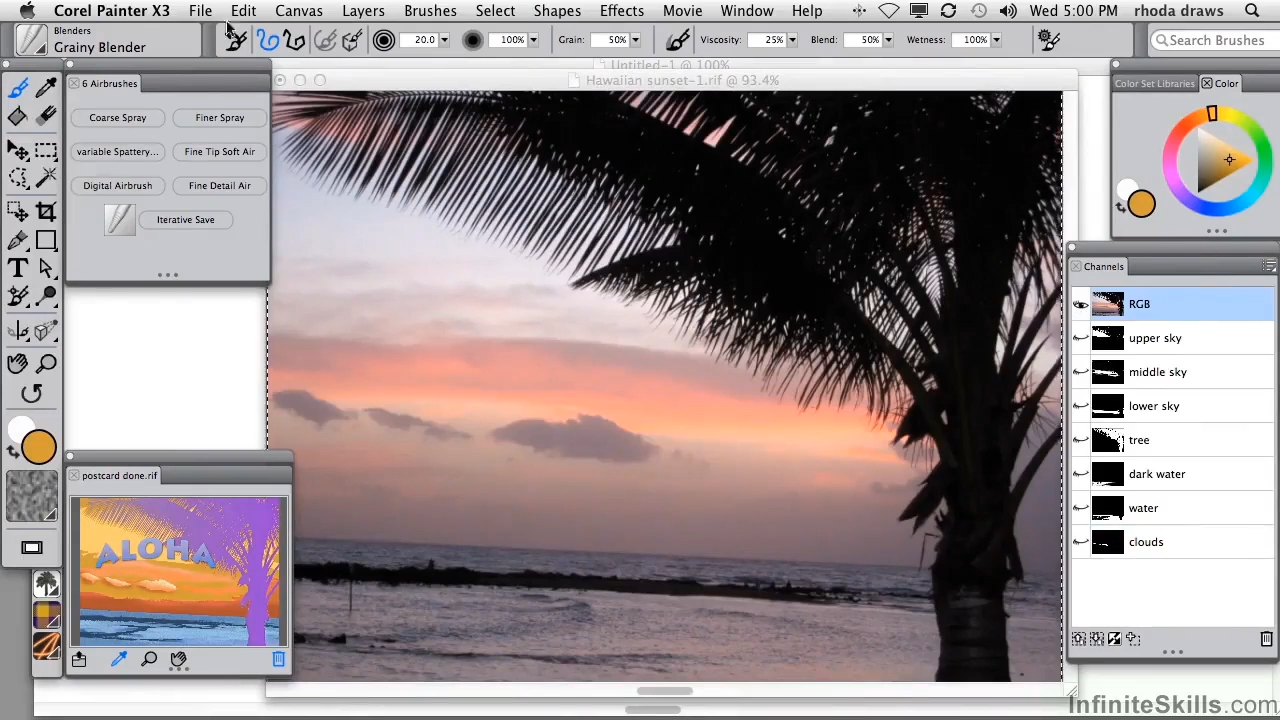 Corel Painter X3 File Edit Canvas Layers Brushes Select Shapes Effects Movie Window Help Wed 5:00 PM rhoda draws
Blenders
Grainy Blender
20.0 100% Grain: 50% Viscosity: 25% Blend: 50% Wetness: 100% Search Brushes
Untitled-1 @ 100%
Hawaiian sunset-1.rif @ 93.4%
6 Airbrushes
Coarse Spray Finer Spray
variable Spattery... Fine Tip Soft Air
Digital Airbrush Fine Detail Air
Iterative Save
Color Set Libraries Color
Channels
RGB
upper sky
middle sky
lower sky
tree
dark water
water
clouds
postcard done.rif
ALOHA
InfiniteSkills.com